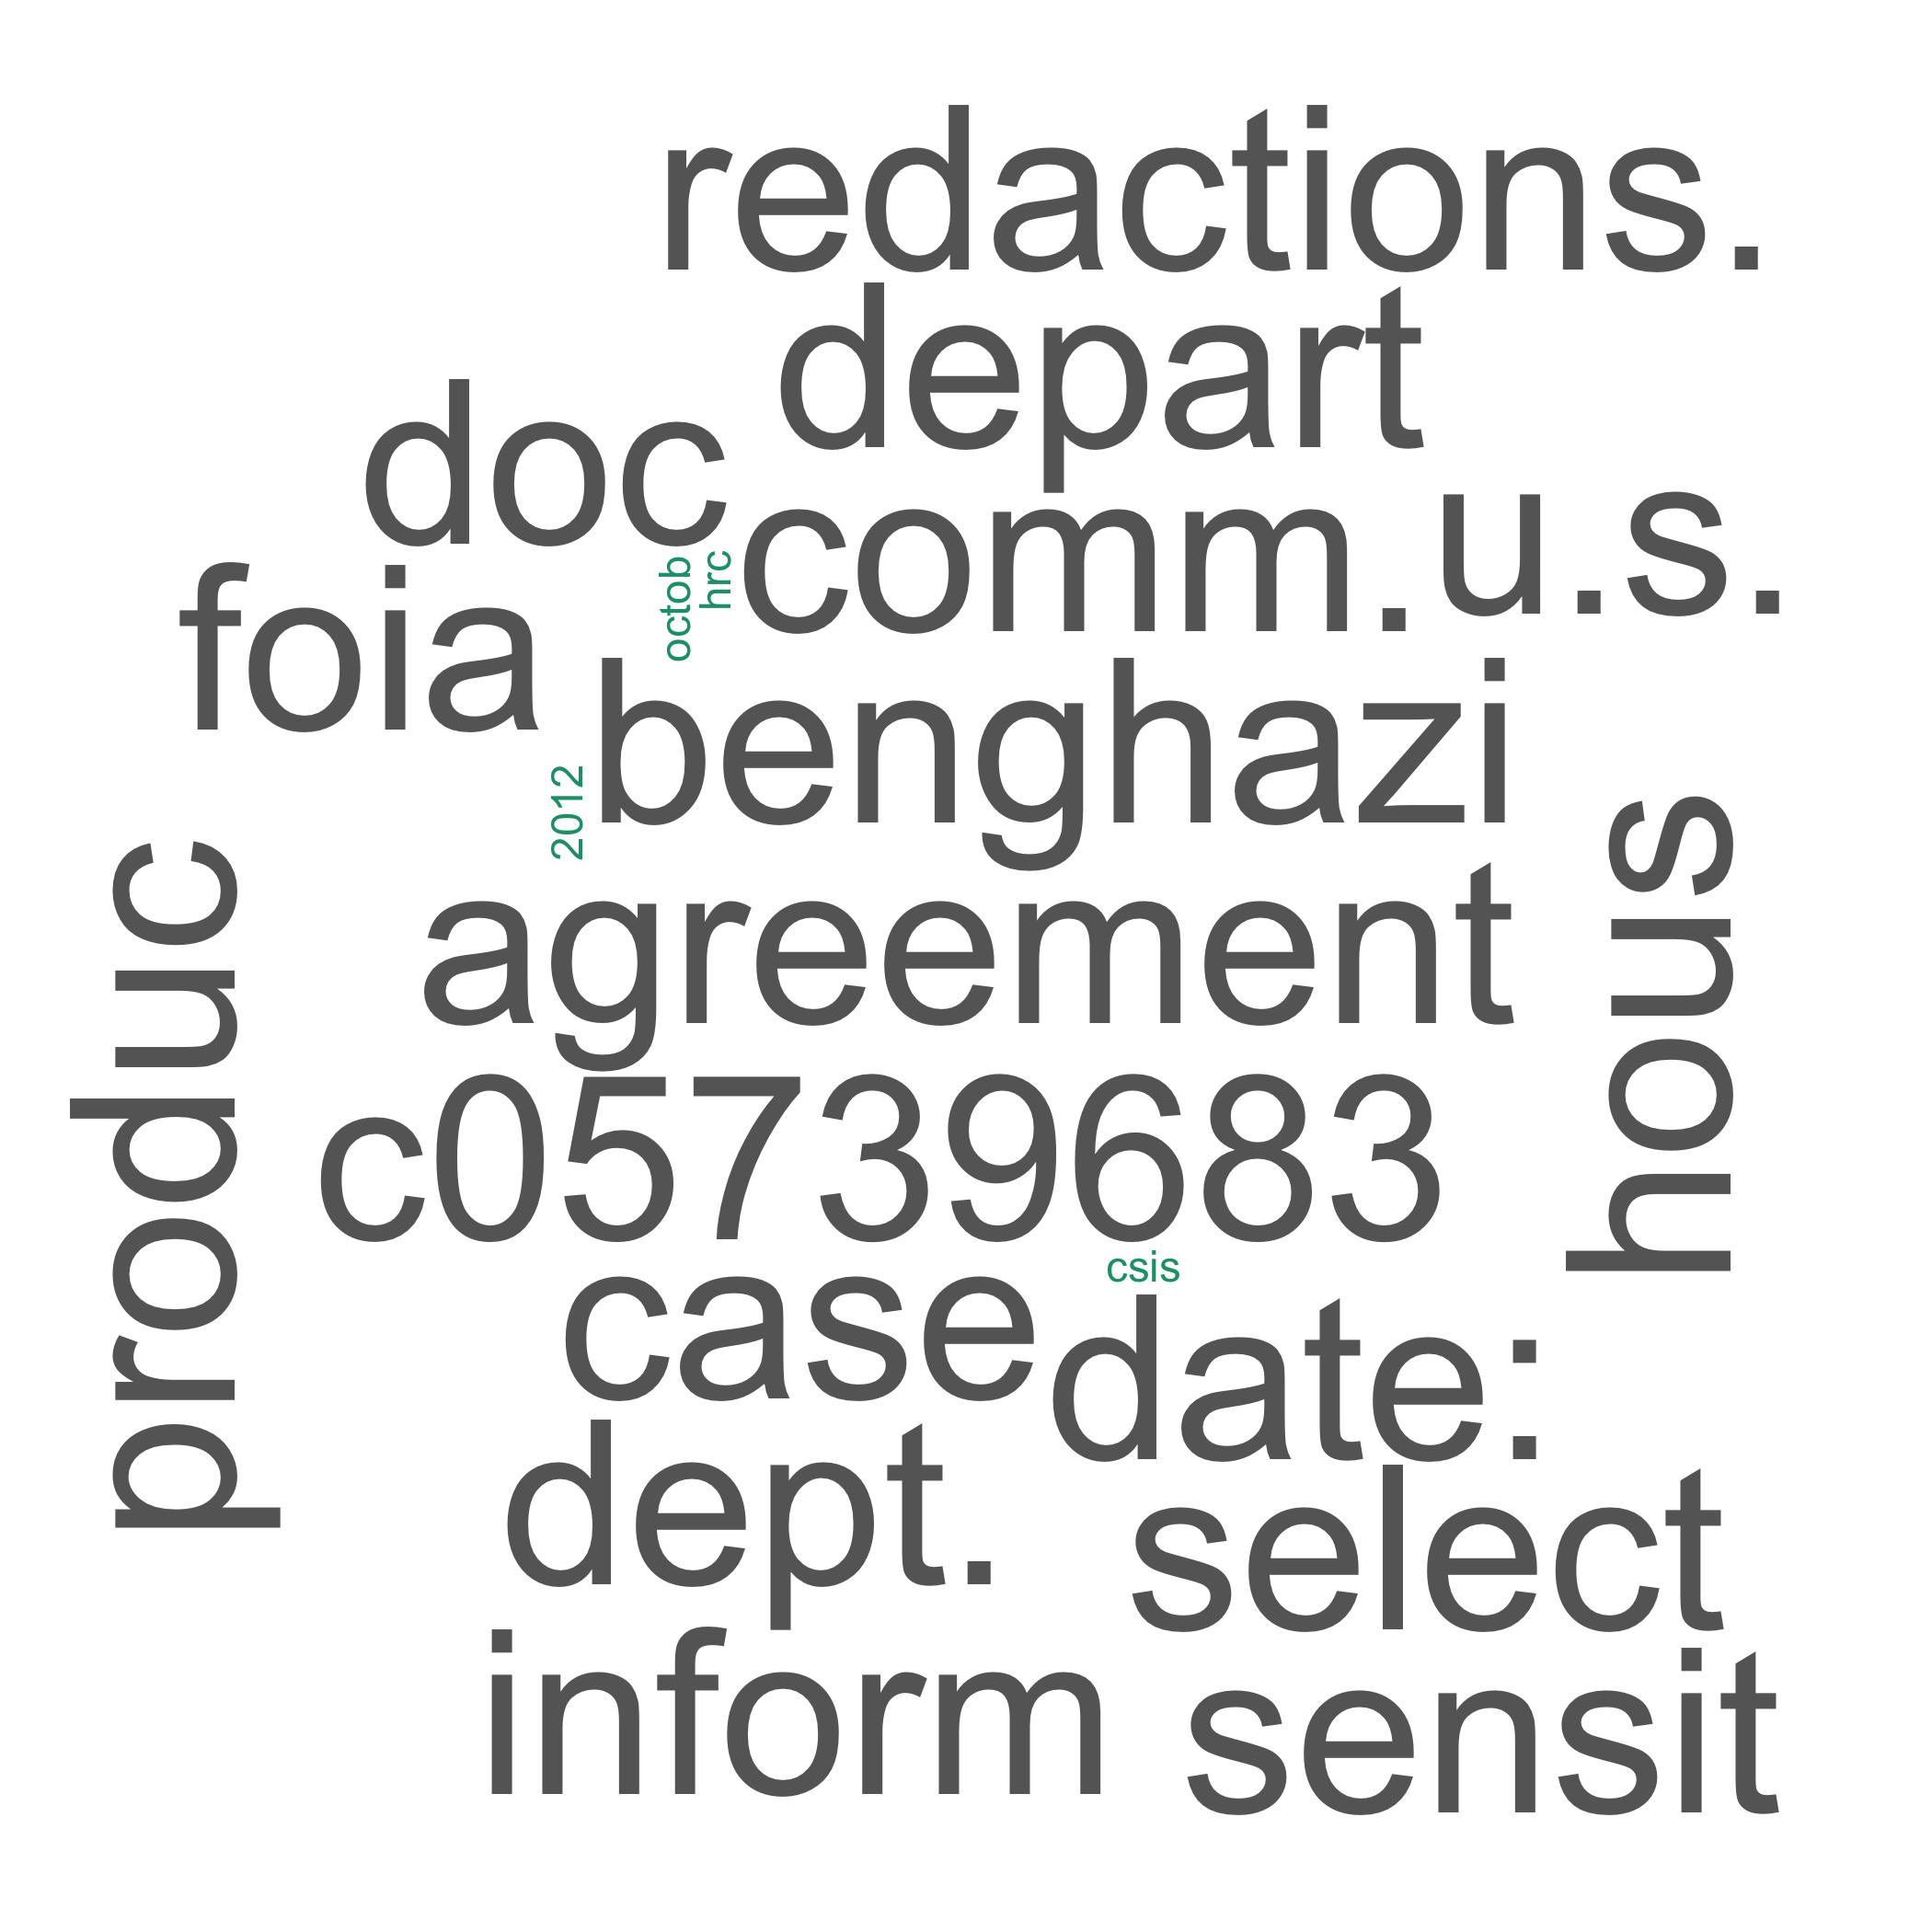 redactions.
depart
doc
comm.
u.s.
octob
hrc
foia
benghazi
2012
produc
hous
agreement
c05739683
csis
case
date:
dept.
select
inform
sensit